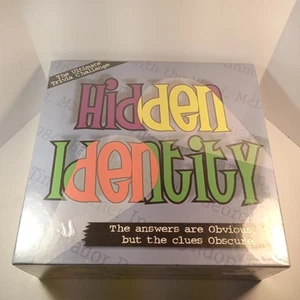 The Ultimate
Trivia Challenge
Hidden
Identity
The answers are Obvious,
but the clues Obscure